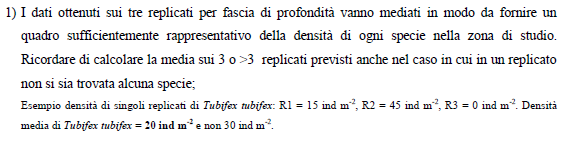 1) I dati ottenuti sui tre replicati per fascia di profondità vanno mediati in modo da fornire un
quadro sufficientemente rappresentativo della densità di ogni specie nella zona di studio.
Ricordare di calcolare la media sui 3 o >3 replicati previsti anche nel caso in cui in un replicato
non si sia trovata alcuna specie;
Esempio densità di singoli replicati di Tubifex tubifex: R1 = 15 ind m⁻², R2 = 45 ind m⁻², R3 = 0 ind m⁻². Densità
media di Tubifex tubifex = 20 ind m⁻² e non 30 ind m⁻².